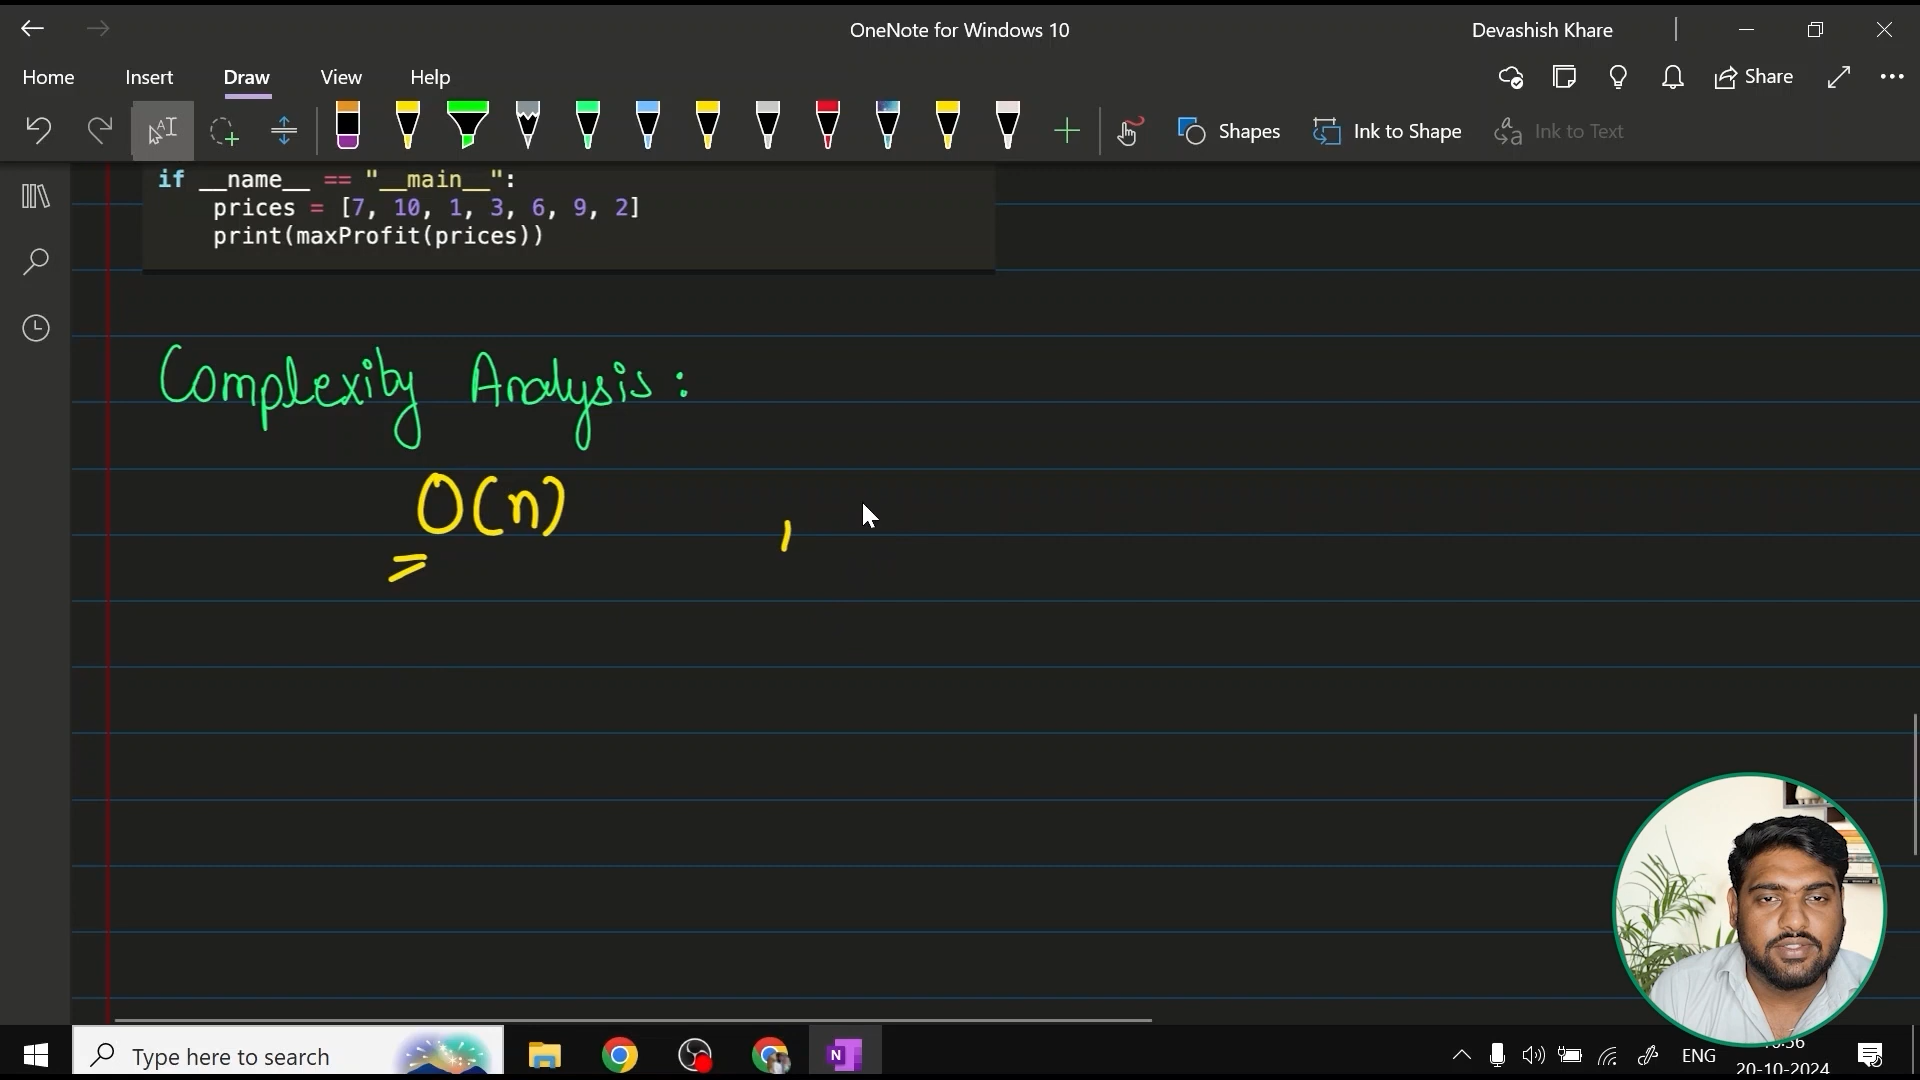 OneNote for Windows 10
Devashish Khare
Home Insert Draw View Help
Share
Shapes Ink to Shape Ink to Text
if __name__ == "__main__":
prices = [7, 10, 1, 3, 6, 9, 2]
print(maxProfit(prices))
Complexity Analysis:
O(n) ,
=
Type here to search
ENG
20-10-2024